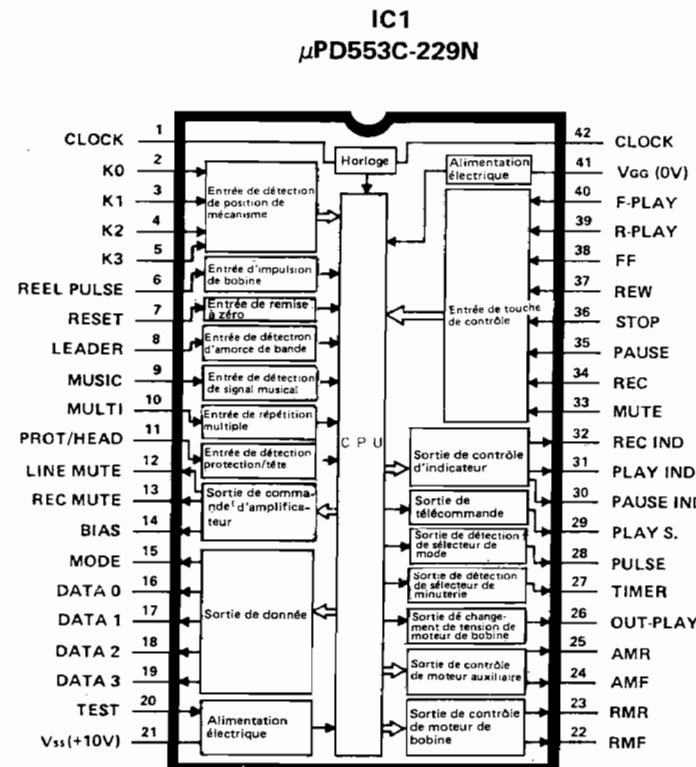 IC1
μPD553C-229N
CLOCK 1
K0 2
K1 3
K2 4
K3 5
REEL PULSE 6
RESET 7
LEADER 8
MUSIC 9
MULTI 10
PROT/HEAD 11
LINE MUTE 12
REC MUTE 13
BIAS 14
MODE 15
DATA 0 16
DATA 1 17
DATA 2 18
DATA 3 19
TEST 20
Vss(+10V) 21
Horloge
Entrée de détection
de position de
mécanisme
Entrée d'impulsion
de bobine
Entrée de remise
à zéro
Entrée de détection
d'amorce de bande
Entrée de détection
de signal musical
Entrée de répétition
multiple
Entrée de détection
protection/tête
Sortie de comma-
nde d'amplifica-
teur
Sortie de donnée
Alimentation
électrique
CPU
Alimentation
électrique
Entrée de touche
de contrôle
Sortie de contrôle
d'indicateur
Sortie de
télécommande
Sortie de détection
de sélecteur de
mode
Sortie de détection
de sélecteur de
minuterie
Sortie de change-
ment de tension de
moteur de bobine
Sortie de contrôle
de moteur auxiliaire
Sortie de contrôle
de moteur de
bobine
42 CLOCK
41 VGG (0V)
40 F-PLAY
39 R-PLAY
38 FF
37 REW
36 STOP
35 PAUSE
34 REC
33 MUTE
32 REC IND
31 PLAY IND
30 PAUSE IND
29 PLAY S.
28 PULSE
27 TIMER
26 OUT-PLAY
25 AMR
24 AMF
23 RMR
22 RMF